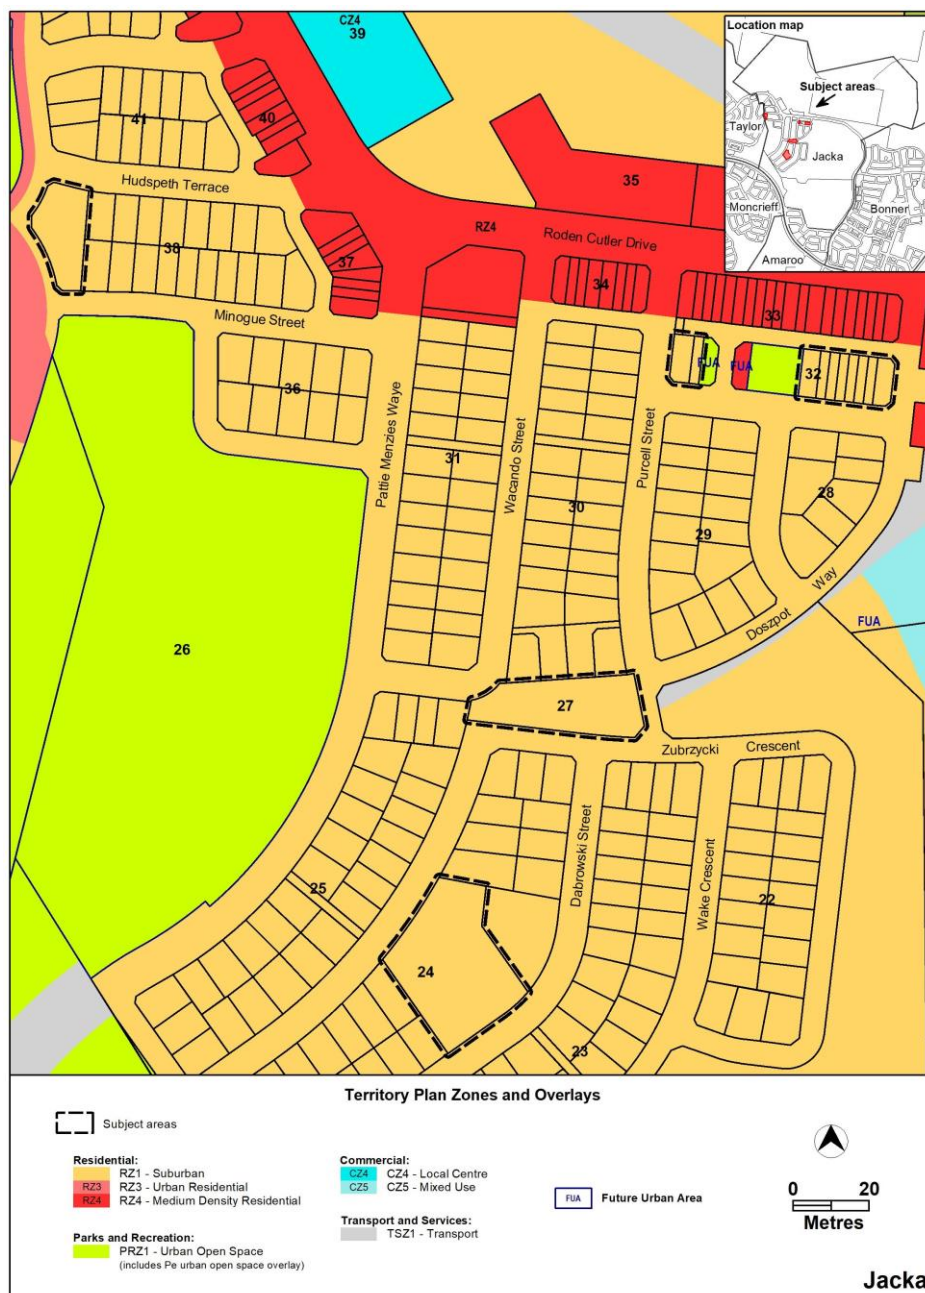 CZ4
39
Location map
Subject areas
Taylor
Jacka
Moncrieff
Bonner
Amaroo
41
40
Hudspeth Terrace
35
RZ4
Roden Cutler Drive
38
37
34
33
Minogue Street
FUA
FUA
32
36
Pattie Menzies Waye
31
Wacando Street
30
Purcell Street
29
28
Doszpot Way
FUA
26
27
Zubrzycki Crescent
Dabrowski Street
Wake Crescent
25
22
24
23
Territory Plan Zones and Overlays
Subject areas
Residential:
RZ1 - Suburban
RZ3 RZ3 - Urban Residential
RZ4 RZ4 - Medium Density Residential
Parks and Recreation:
PRZ1 - Urban Open Space
(includes Pe urban open space overlay)
Commercial:
CZ4 CZ4 - Local Centre
CZ5 CZ5 - Mixed Use
Transport and Services:
TSZ1 - Transport
FUA Future Urban Area
0 20
Metres
Jacka